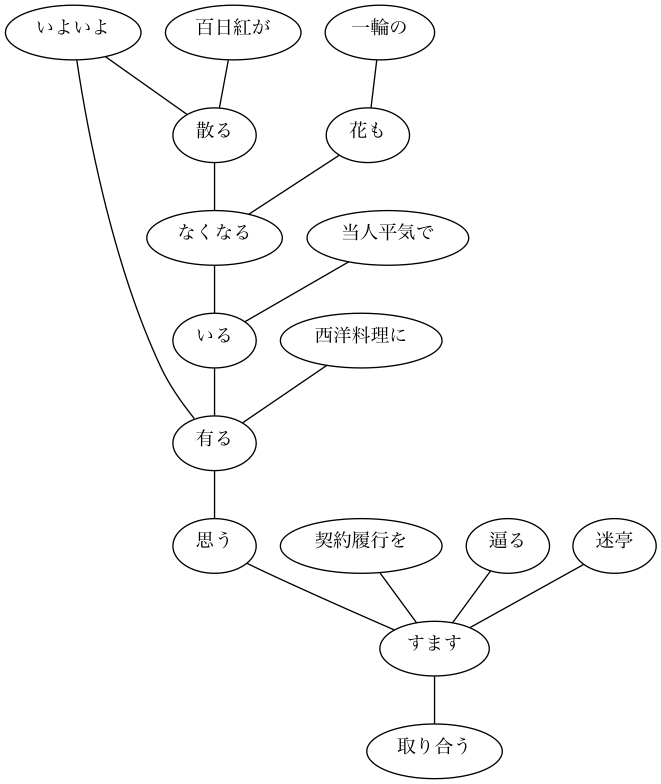 いよいよ
百日紅が
一輪の
散る
花も
なくなる
当人平気で
いる
西洋料理に
有る
思う
契約履行を
逼る
迷亭
すます
取り合う